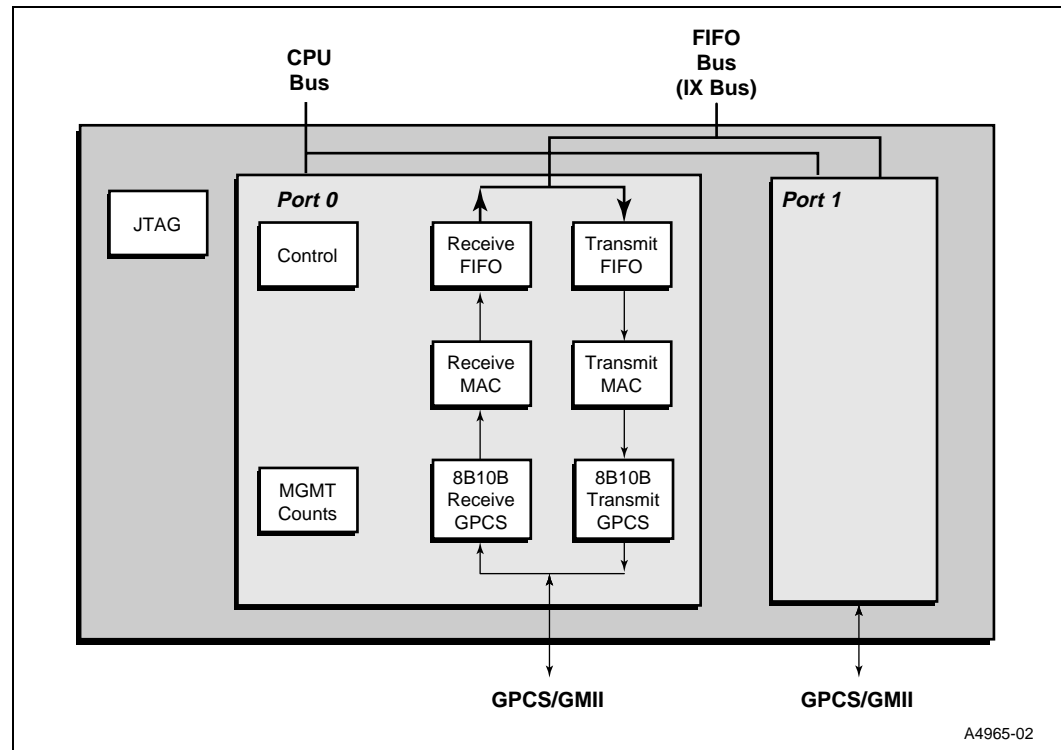 CPU
Bus
FIFO
Bus
(IX Bus)
JTAG
Port 0
Control
Receive
FIFO
Transmit
FIFO
Receive
MAC
Transmit
MAC
MGMT
Counts
8B10B
Receive
GPCS
8B10B
Transmit
GPCS
Port 1
GPCS/GMII
GPCS/GMII
A4965-02